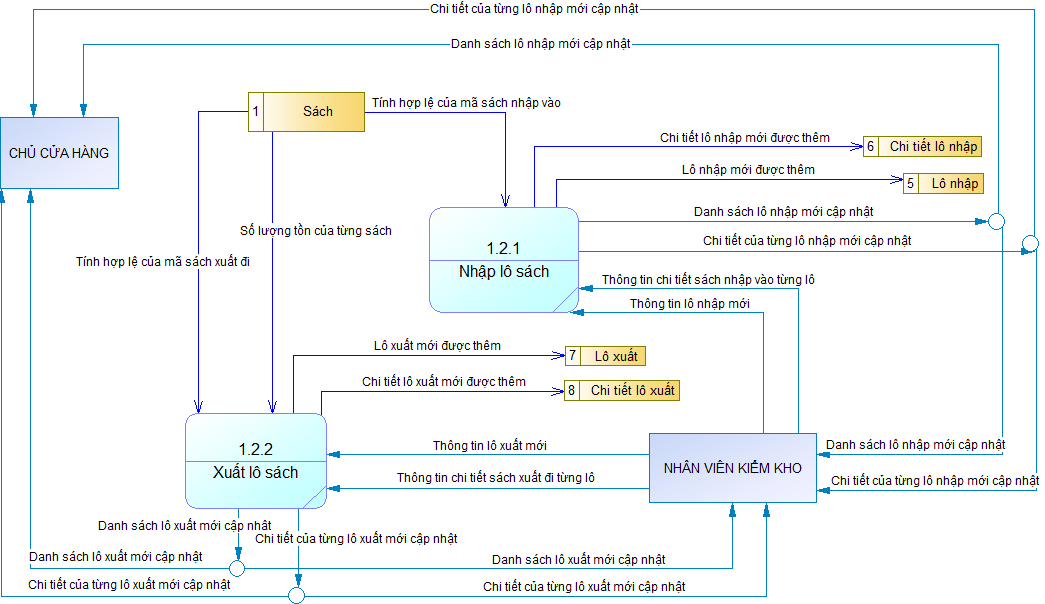 Chi tiết của từng lô nhập mới cập nhật
Danh sách lô nhập mới cập nhật
1 Sách
Tính hợp lệ của mã sách nhập vào
CHỦ CỬA HÀNG
Chi tiết lô nhập mới được thêm
6 Chi tiết lô nhập
Lô nhập mới được thêm
5 Lô nhập
Danh sách lô nhập mới cập nhật
Số lượng tồn của từng sách
1.2.1
Nhập lô sách
Chi tiết của từng lô nhập mới cập nhật
Tính hợp lệ của mã sách xuất đi
Thông tin chi tiết sách nhập vào từng lô
Thông tin lô nhập mới
Lô xuất mới được thêm
7 Lô xuất
Chi tiết lô xuất mới được thêm
8 Chi tiết lô xuất
1.2.2
Xuất lô sách
Thông tin lô xuất mới
Danh sách lô nhập mới cập nhật
NHÂN VIÊN KIỂM KHO
Thông tin chi tiết sách xuất đi từng lô
Chi tiết của từng lô nhập mới cập nhật
Danh sách lô xuất mới cập nhât
Chi tiết của từng lô xuất mới cập nhật
Danh sách lô xuất mới cập nhật
Danh sách lô xuất mới cập nhật
Chi tiết của từng lô xuất mới cập nhật
Chi tiết của từng lô xuất mới cập nhật